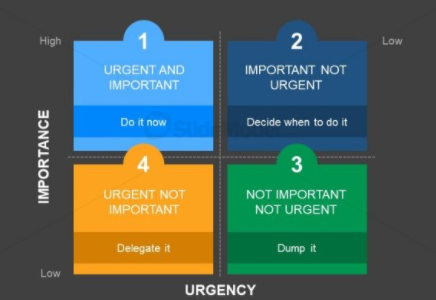 High
1
URGENT AND
IMPORTANT
Do it now
2
IMPORTANT NOT
URGENT
Decide when to do it
Low
IMPORTANCE
4
URGENT NOT
IMPORTANT
Delegate it
3
NOT IMPORTANT
NOT URGENT
Dump it
Low
URGENCY